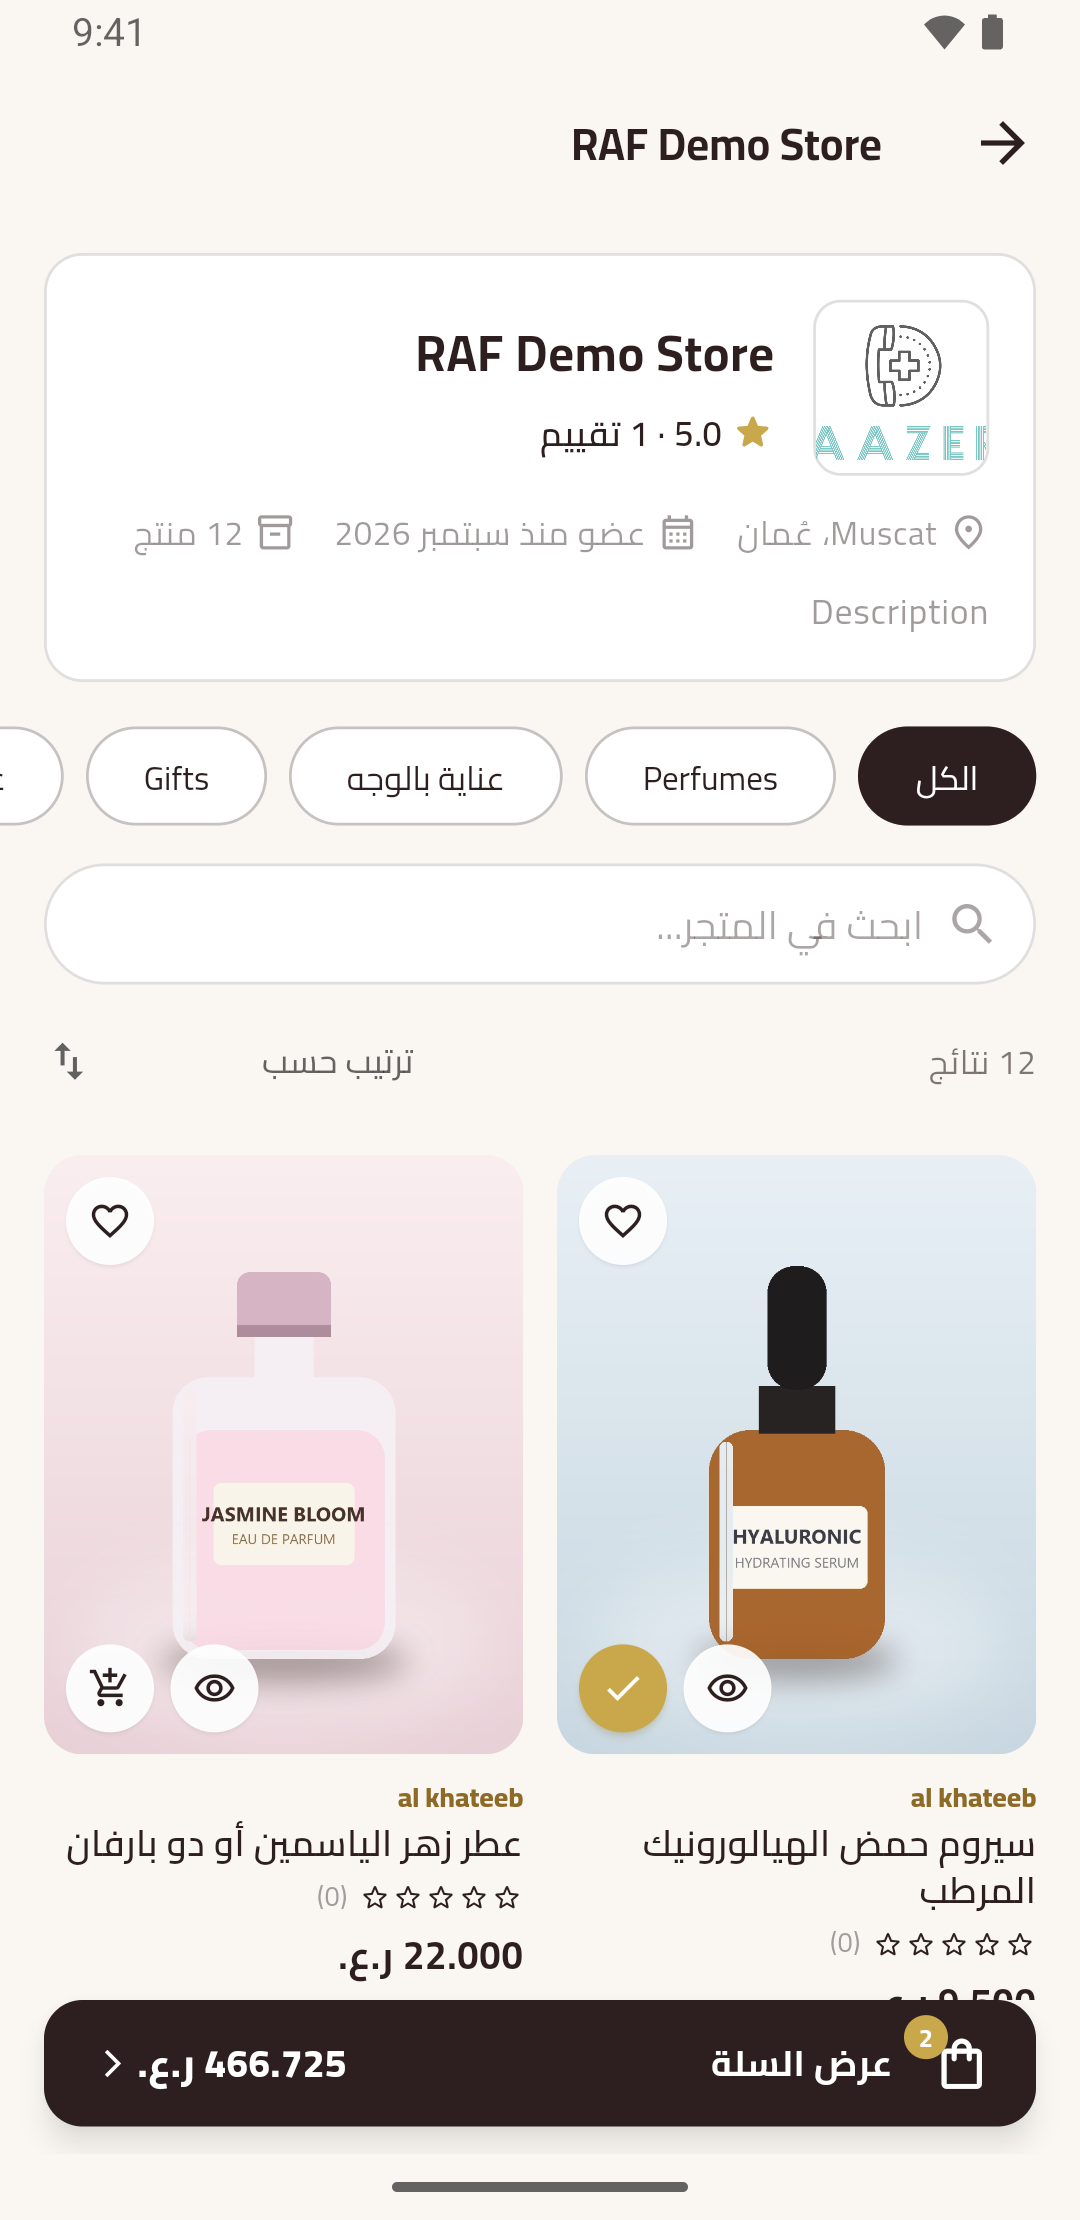 9:41
RAF Demo Store
RAF Demo Store
5.0 · 1 تقييم
AAZER
Muscat، عُمان
عضو منذ سبتمبر 2026
12 منتج
Description
الكل
Perfumes
عناية بالوجه
Gifts
ابحث في المتجر...
12 نتائج
ترتيب حسب
HYALURONIC
HYDRATING SERUM
al khateeb
سيروم حمض الهيالورونيك
المرطب
(0)
JASMINE BLOOM
EAU DE PARFUM
al khateeb
عطر زهر الياسمين أو دو بارفان
(0)
22.000 ر.ع.
2
عرض السلة
466.725 ر.ع.